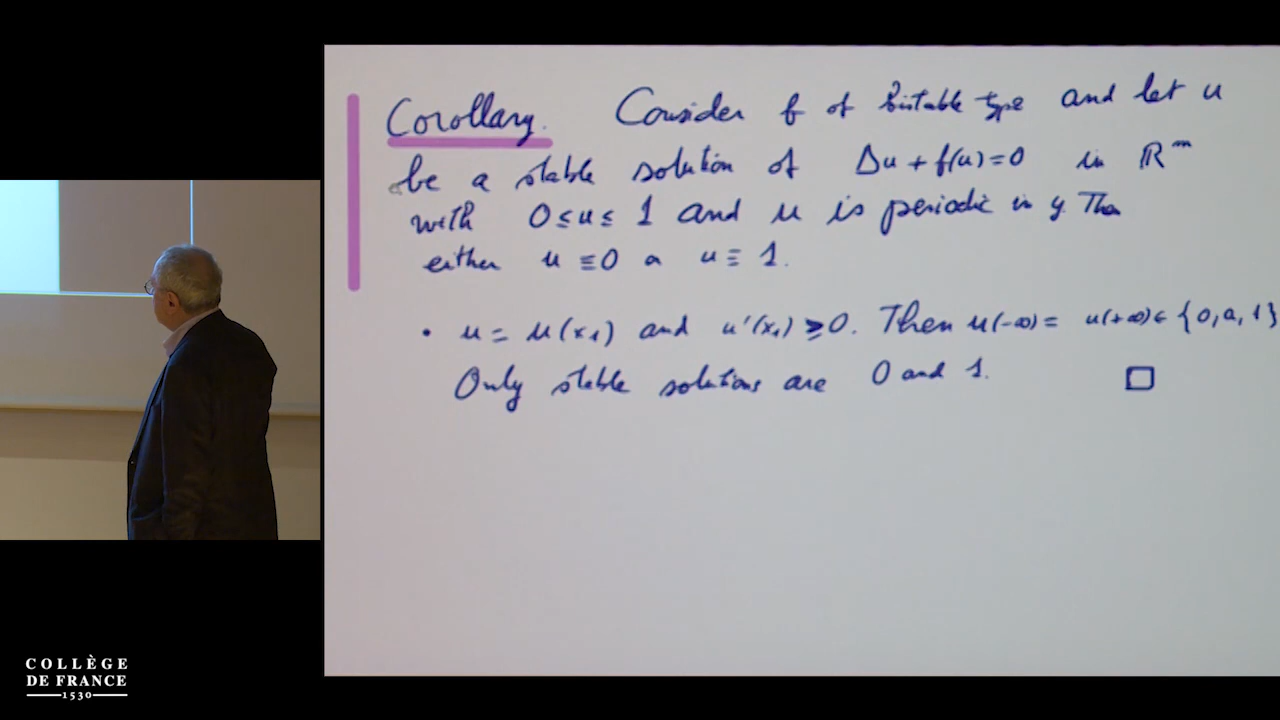 Corollary. Consider f of bistable type and let u
be a stable solution of Δu + f(u) = 0 in ℝᵐ
with 0 ≤ u ≤ 1 and u is periodic in y. Then
either u ≡ 0 or u ≡ 1.
• u = u(x₁) and u'(x₁) ≥ 0. Then u(-∞) = u(+∞) ∈ {0, a, 1}
Only stable solutions are 0 and 1. □
COLLÈGE
DE FRANCE
1530